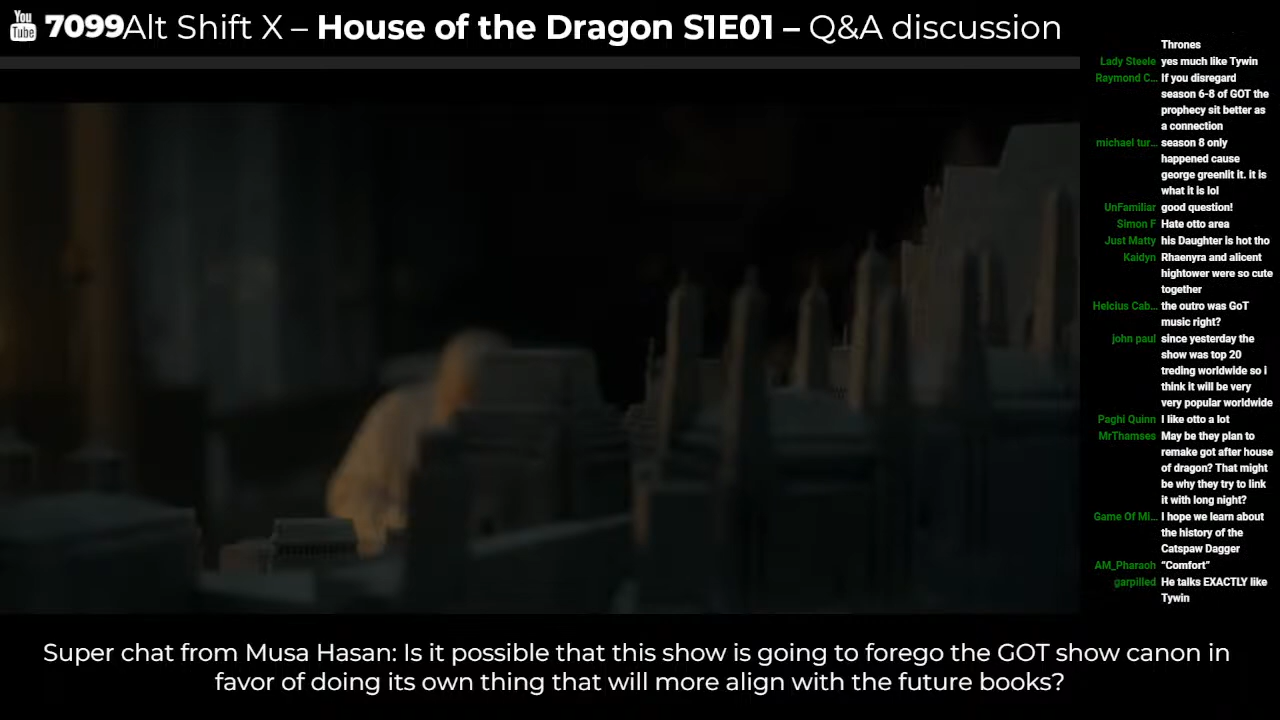 You
Tube
7099 Alt Shift X – House of the Dragon S1E01 – Q&A discussion
Thrones
Lady Steele yes much like Tywin
Raymond C... If you disregard
season 6-8 of GOT the
prophecy sit better as
a connection
michael tur... season 8 only
happened cause
george greenlit it. it is
what it is lol
UnFamiliar good question!
Simon F Hate otto area
Just Matty his Daughter is hot tho
Kaidyn Rhaenyra and alicent
hightower were so cute
together
Helcius Cab... the outro was GoT
music right?
john paul since yesterday the
show was top 20
treding worldwide so i
think it will be very
very popular worldwide
Paghi Quinn I like otto a lot
MrThamses May be they plan to
remake got after house
of dragon? That might
be why they try to link
it with long night?
Game Of Mi... I hope we learn about
the history of the
Catspaw Dagger
AM_Pharaoh “Comfort”
garpilled He talks EXACTLY like
Tywin
Super chat from Musa Hasan: Is it possible that this show is going to forego the GOT show canon in
favor of doing its own thing that will more align with the future books?